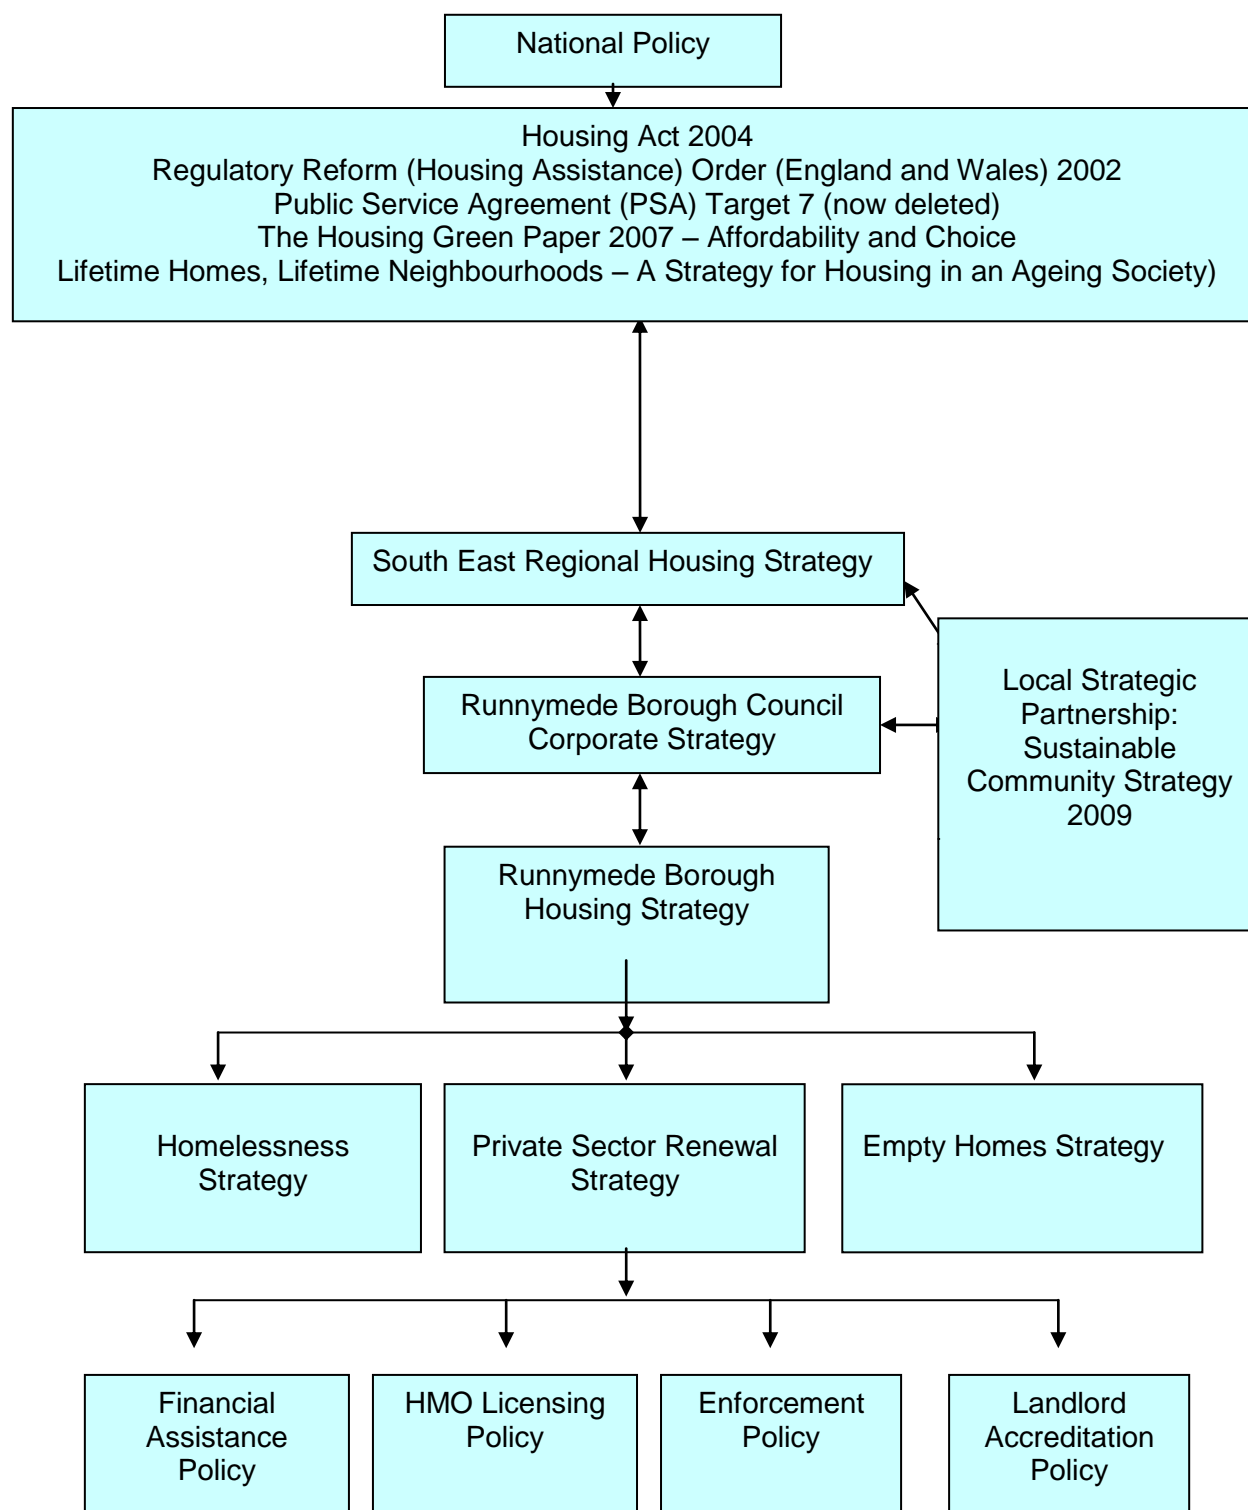 National Policy
Housing Act 2004
Regulatory Reform (Housing Assistance) Order (England and Wales) 2002
Public Service Agreement (PSA) Target 7 (now deleted)
The Housing Green Paper 2007 – Affordability and Choice
Lifetime Homes, Lifetime Neighbourhoods – A Strategy for Housing in an Ageing Society)
South East Regional Housing Strategy
Local Strategic
Partnership:
Sustainable
Community Strategy
2009
Runnymede Borough Council
Corporate Strategy
Runnymede Borough
Housing Strategy
Homelessness
Strategy
Private Sector Renewal
Strategy
Empty Homes Strategy
Financial
Assistance
Policy
HMO Licensing
Policy
Enforcement
Policy
Landlord
Accreditation
Policy